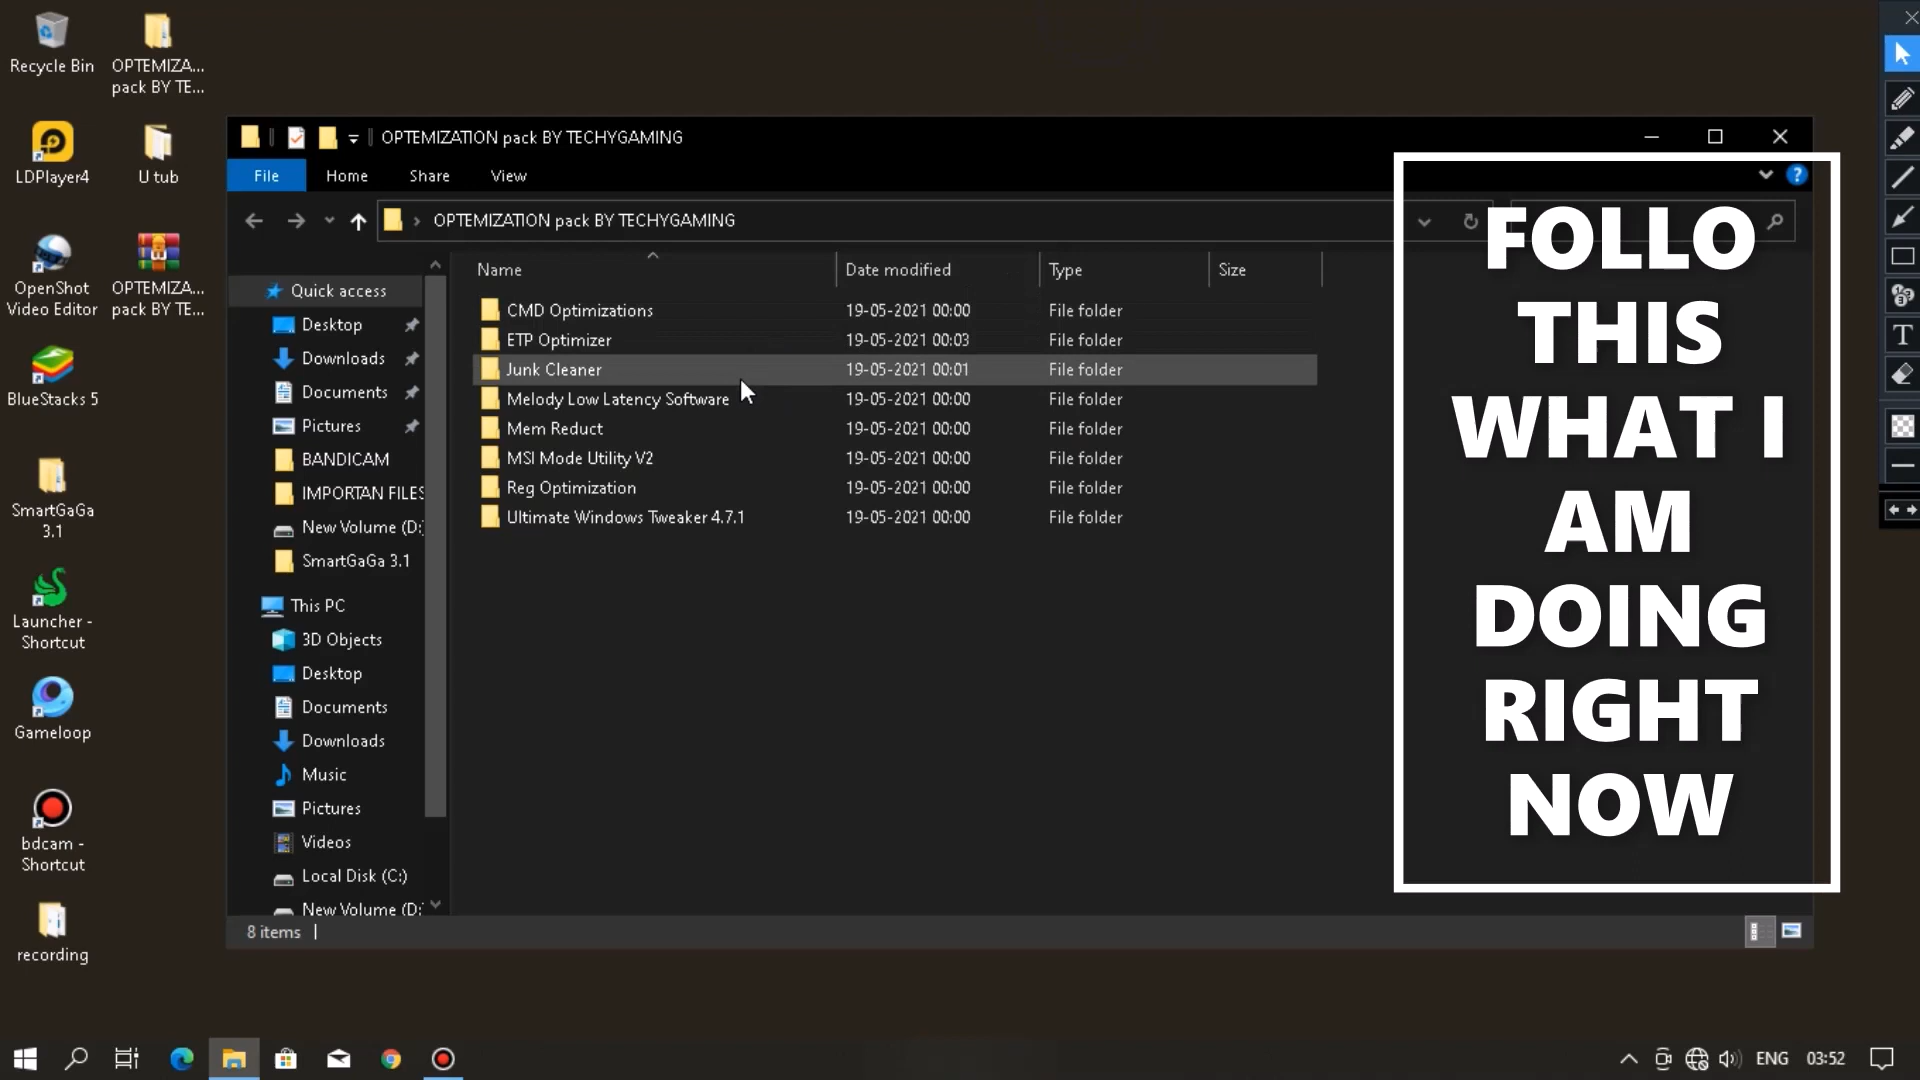 Recycle Bin
OPTEMIZA...
pack BY TE...
LDPlayer4
U tub
OpenShot
Video Editor
OPTEMIZA...
pack BY TE...
BlueStacks 5
SmartGaGa
3.1
Launcher -
Shortcut
Gameloop
bdcam -
Shortcut
recording
OPTEMIZATION pack BY TECHYGAMING
File Home Share View
OPTEMIZATION pack BY TECHYGAMING
Quick access
Desktop
Downloads
Documents
Pictures
BANDICAM
IMPORTAN FILES
New Volume (D:
SmartGaGa 3.1
This PC
3D Objects
Desktop
Documents
Downloads
Music
Pictures
Videos
Local Disk (C:)
New Volume (D:
Name Date modified Type Size
CMD Optimizations 19-05-2021 00:00 File folder
ETP Optimizer 19-05-2021 00:03 File folder
Junk Cleaner 19-05-2021 00:01 File folder
Melody Low Latency Software 19-05-2021 00:00 File folder
Mem Reduct 19-05-2021 00:00 File folder
MSI Mode Utility V2 19-05-2021 00:00 File folder
Reg Optimization 19-05-2021 00:00 File folder
Ultimate Windows Tweaker 4.7.1 19-05-2021 00:00 File folder
8 items
FOLLO
THIS
WHAT I
AM
DOING
RIGHT
NOW
ENG 03:52